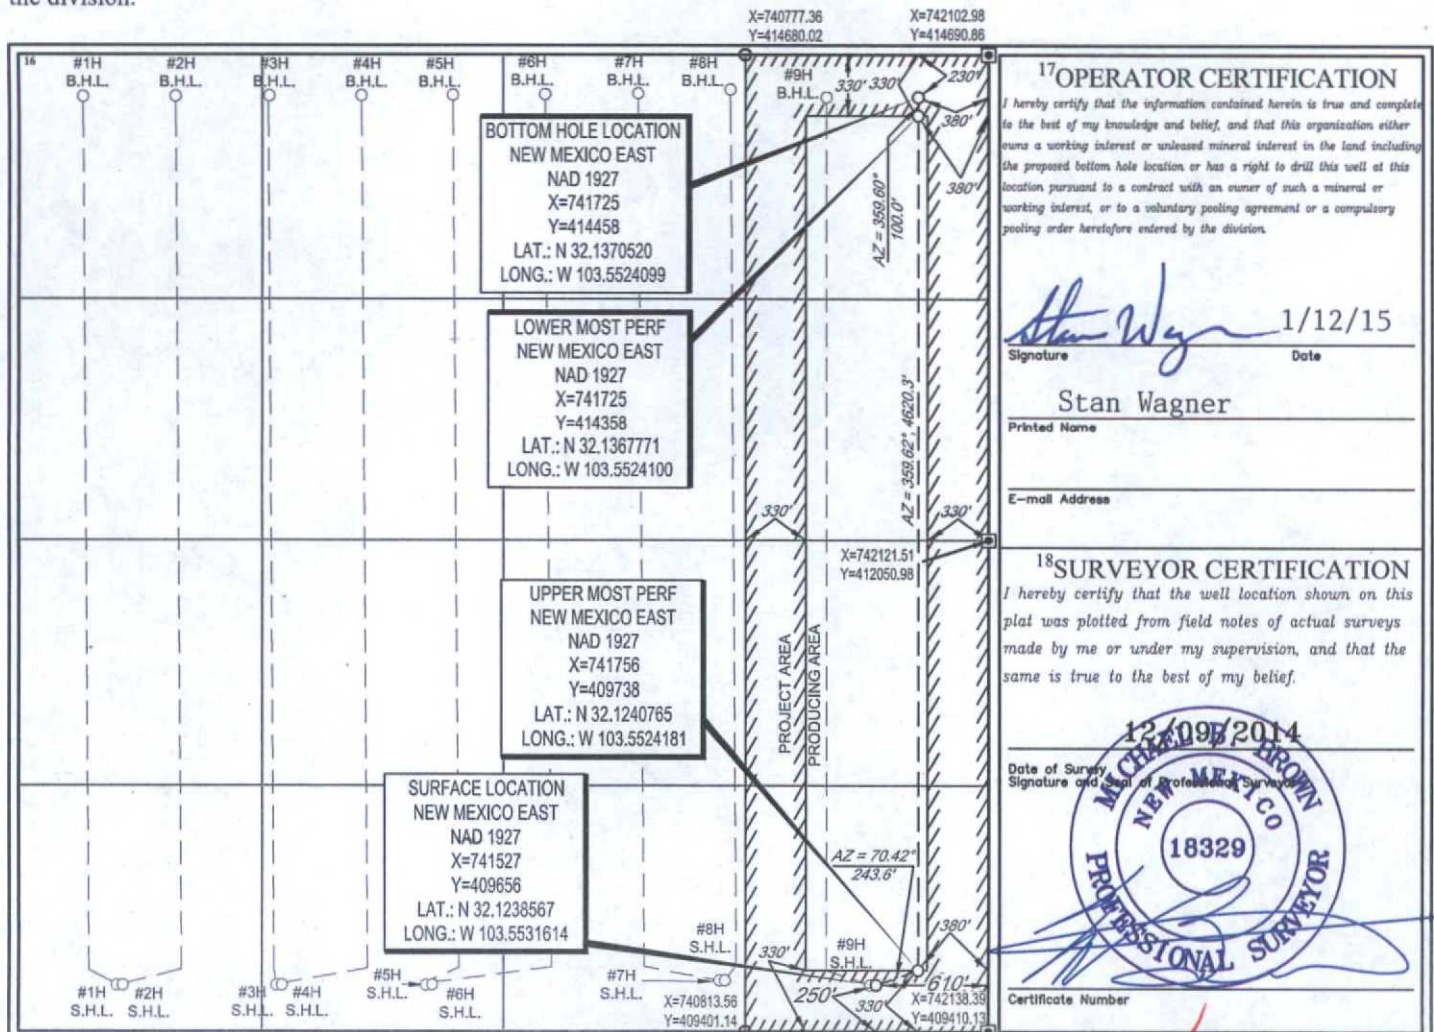 the division.
X=740777.36
Y=414680.02
X=742102.98
Y=414690.86
16
#1H
B.H.L.
#2H
B.H.L.
#3H
B.H.L.
#4H
B.H.L.
#5H
B.H.L.
#6H
B.H.L.
#7H
B.H.L.
#8H
B.H.L
#9H
B.H.L.
330'
330'
230'
380'
380'
BOTTOM HOLE LOCATION
NEW MEXICO EAST
NAD 1927
X=741725
Y=414458
LAT.: N 32.1370520
LONG.: W 103.5524099
AZ = 359.60°
100.0'
LOWER MOST PERF
NEW MEXICO EAST
NAD 1927
X=741725
Y=414358
LAT.: N 32.1367771
LONG.: W 103.5524100
AZ = 359.62°, 4620.3'
330'
330'
X=742121.51
Y=412050.98
UPPER MOST PERF
NEW MEXICO EAST
NAD 1927
X=741756
Y=409738
LAT.: N 32.1240765
LONG.: W 103.5524181
PROJECT AREA
PRODUCING AREA
SURFACE LOCATION
NEW MEXICO EAST
NAD 1927
X=741527
Y=409656
LAT.: N 32.1238567
LONG.: W 103.5531614
AZ = 70.42°
243.6'
#1H
S.H.L.
#2H
S.H.L.
#3H
S.H.L.
#4H
S.H.L.
#5H
S.H.L.
#6H
S.H.L.
#7H
S.H.L.
#8H
S.H.L.
#9H
S.H.L.
330'
380'
250'
330'
610'
X=740813.56
Y=409401.14
X=742138.39
Y=409410.13
17 OPERATOR CERTIFICATION
I hereby certify that the information contained herein is true and complete
to the best of my knowledge and belief, and that this organization either
owns a working interest or unleased mineral interest in the land including
the proposed bottom hole location or has a right to drill this well at this
location pursuant to a contract with an owner of such a mineral or
working interest, or to a voluntary pooling agreement or a compulsory
pooling order heretofore entered by the division.
Stan Wagner
1/12/15
Signature
Date
Stan Wagner
Printed Name
E-mail Address
18 SURVEYOR CERTIFICATION
I hereby certify that the well location shown on this
plat was plotted from field notes of actual surveys
made by me or under my supervision, and that the
same is true to the best of my belief.
12/09/2014
Date of Survey
Signature and Seal of Professional Surveyor
MICHAEL B. BROWN
NEW MEXICO
18329
PROFESSIONAL SURVEYOR
Certificate Number